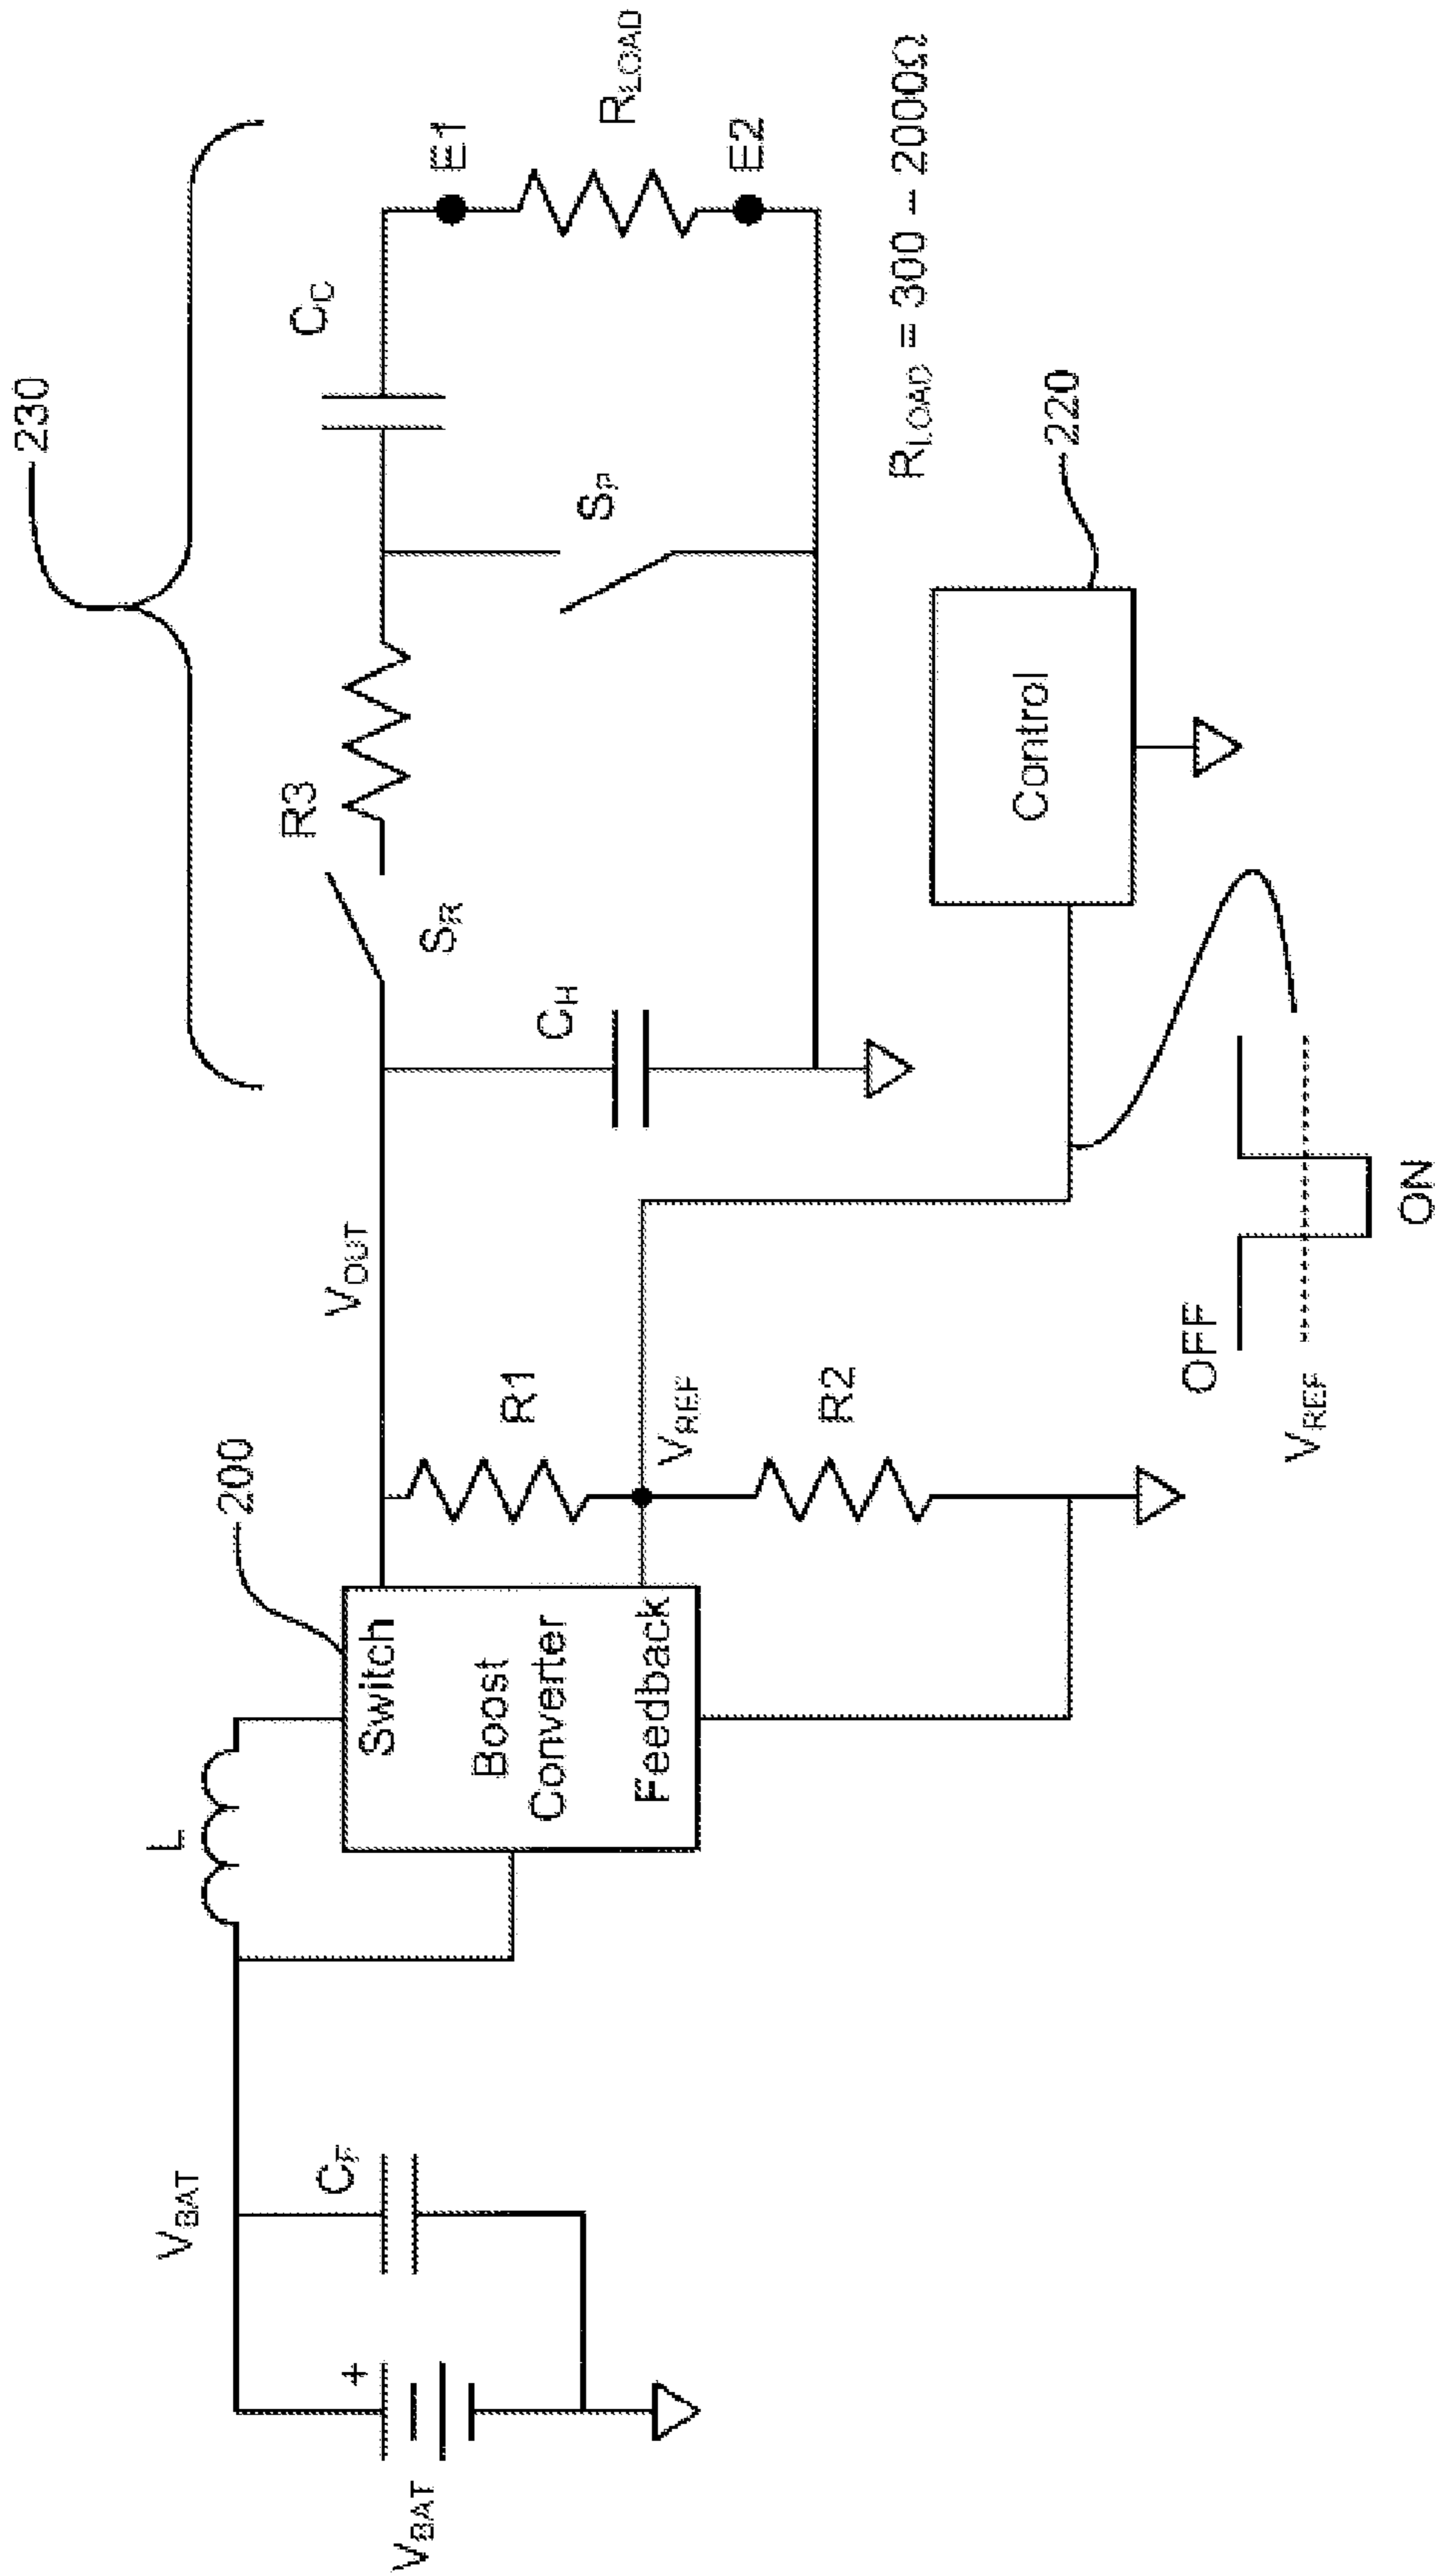 230
V_BAT
V_BAT
+
C_F
L
200
Switch
Boost
Converter
Feedback
V_OUT
R1
V_REF
R2
C_H
S_R
R3
S_P
C_C
E1
E2
R_LOAD
R_LOAD = 300 – 2000Ω
Control
220
OFF
V_REF
ON